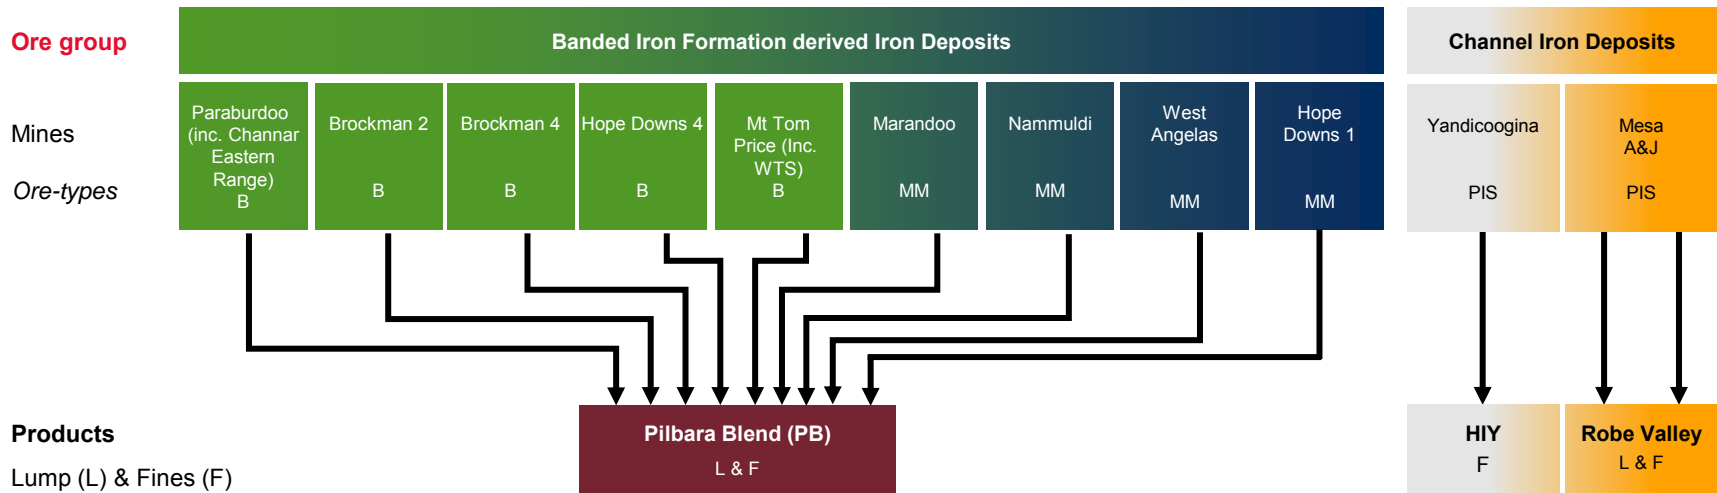 Ore group
Banded Iron Formation derived Iron Deposits
Channel Iron Deposits
Mines
Paraburdoo
(inc. Channar
Eastern
Range)
Brockman 2
Brockman 4
Hope Downs 4
Mt Tom
Price (Inc.
WTS)
Marandoo
Nammuldi
West
Angelas
Hope
Downs 1
Yandicoogina
Mesa
A&J
Ore-types
B
B
B
B
B
MM
MM
MM
MM
PIS
PIS
Products
Lump (L) & Fines (F)
Pilbara Blend (PB)
L & F
HIY
F
Robe Valley
L & F